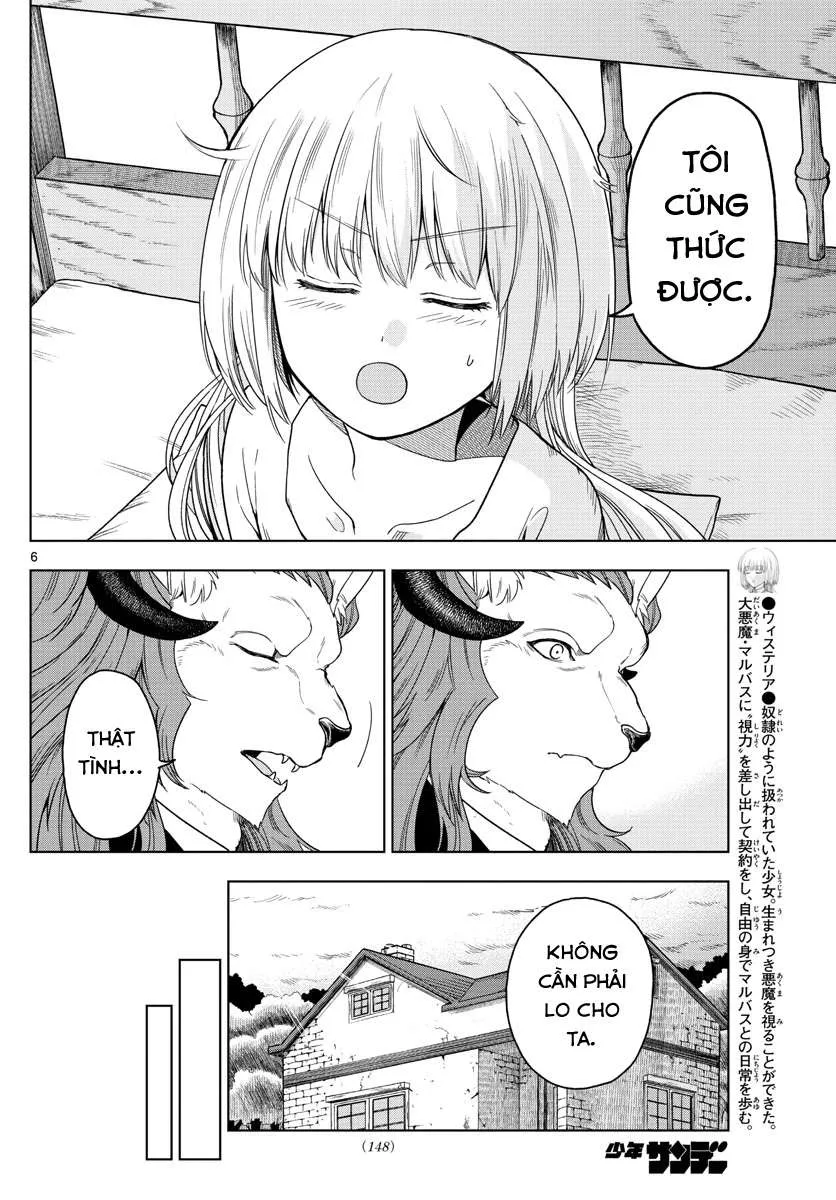 TÔI
CŨNG
THỨC
ĐƯỢC.
6
THẬT
TÌNH...
KHÔNG
CẦN PHẢI
LO CHO
TA.
●ウィステリア●奴隷のように扱われていた少女。生まれつき悪魔を視ることができた。
大悪魔・マルバスに“視力”を差し出して契約をし、自由の身でマルバスとの日常を歩む。
(148)
少年サンデー